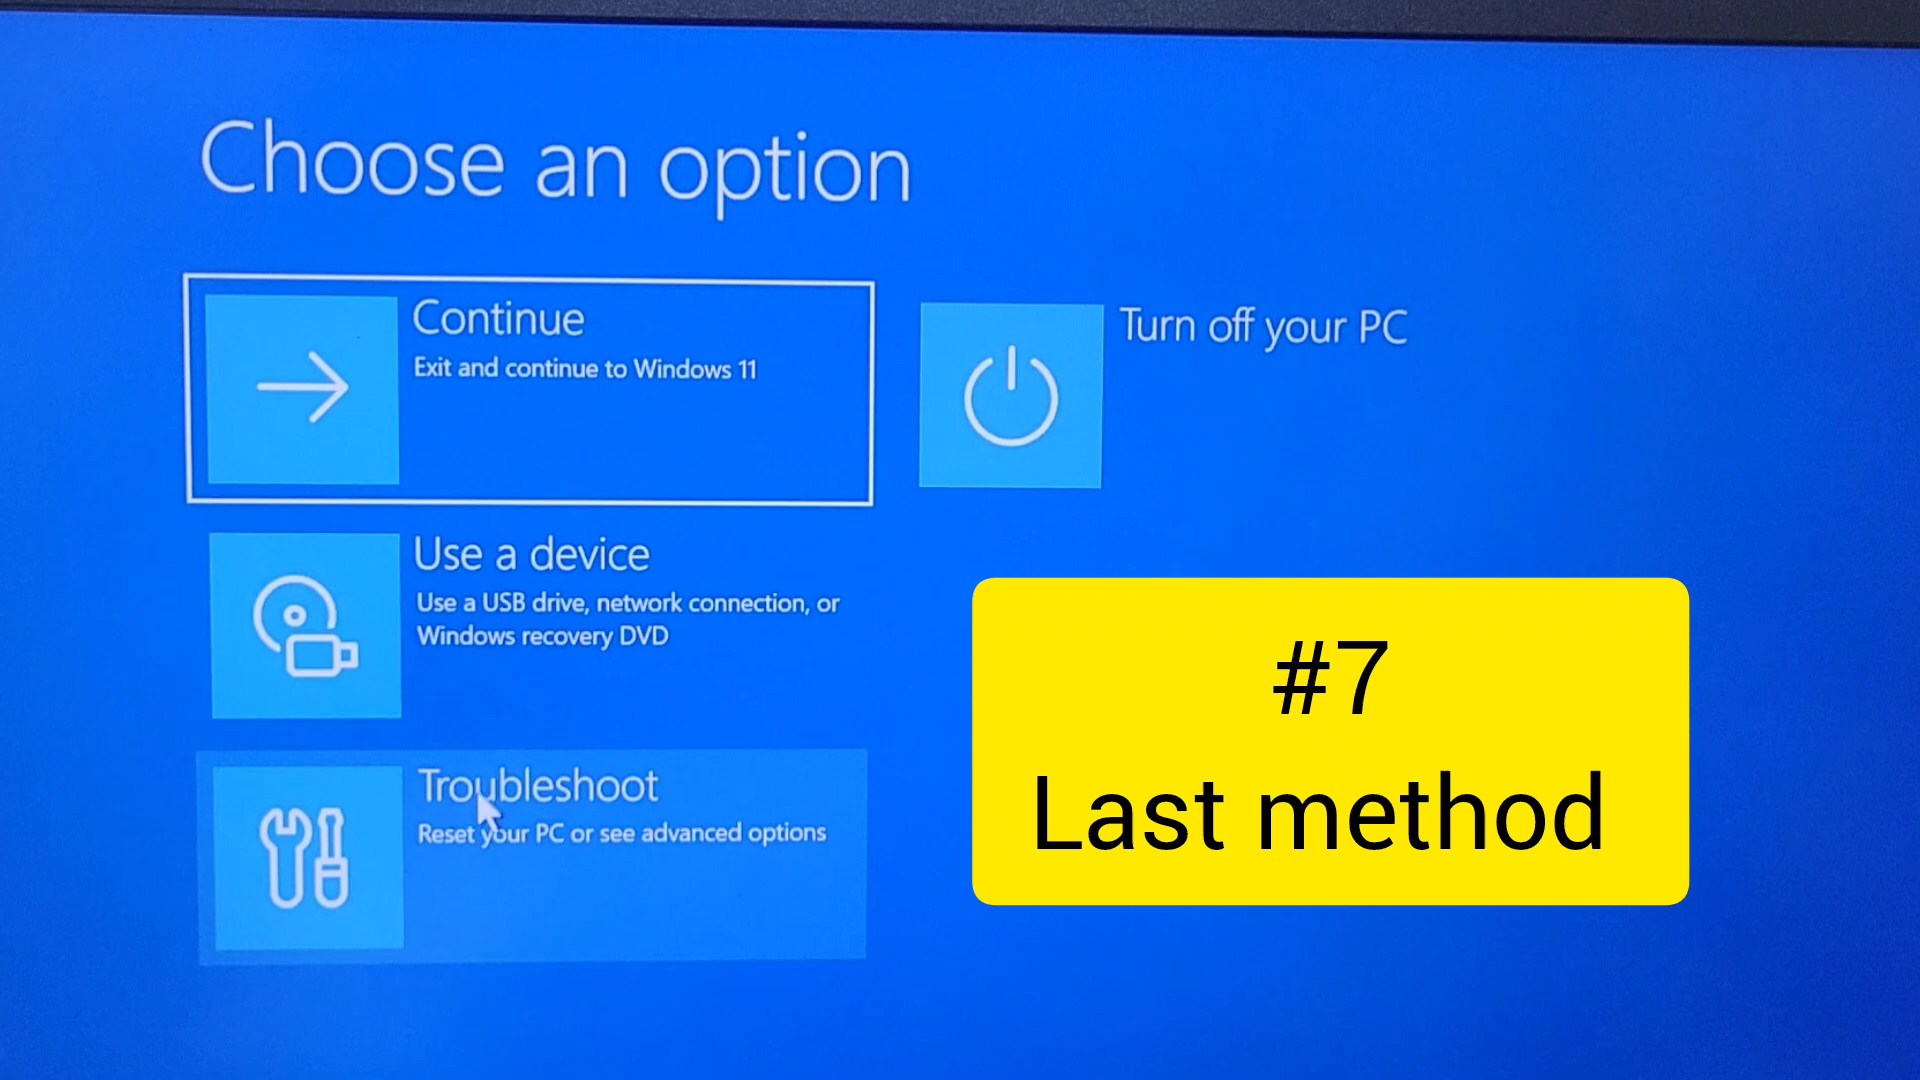 Choose an option
Continue
Exit and continue to Windows 11
Turn off your PC
Use a device
Use a USB drive, network connection, or
Windows recovery DVD
Troubleshoot
Reset your PC or see advanced options
#7
Last method